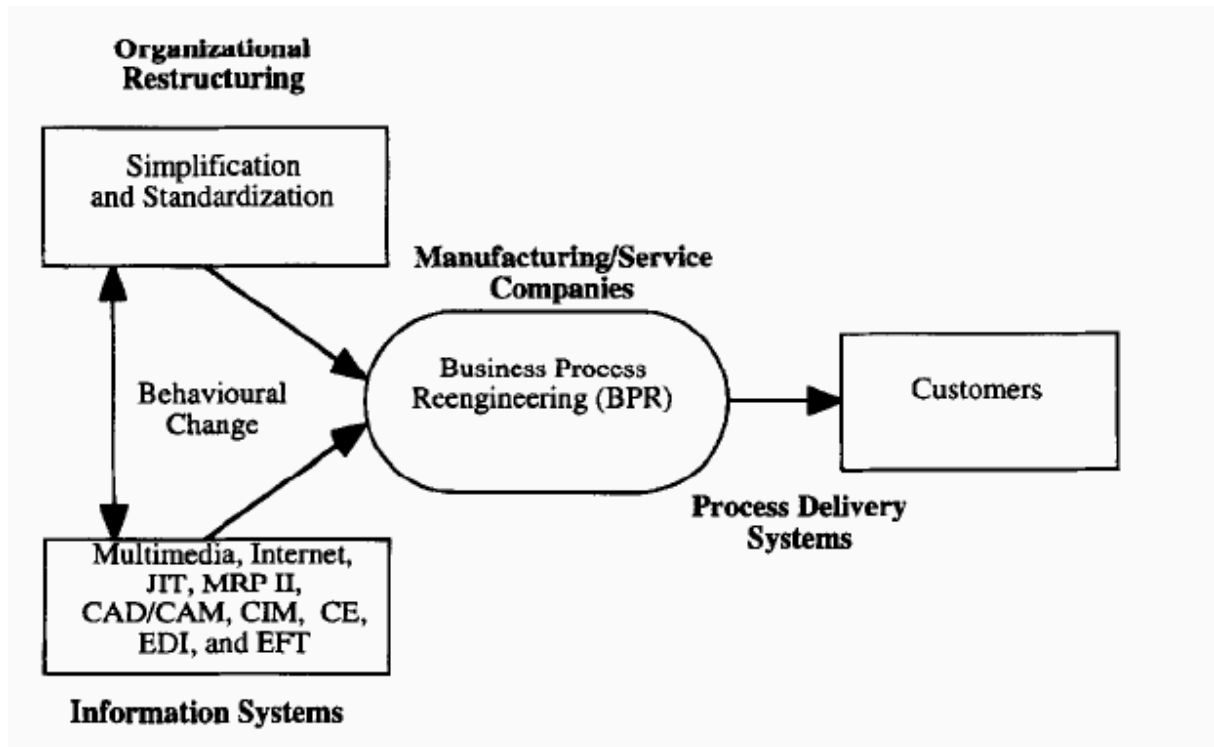 Organizational
Restructuring
Simplification
and Standardization
Manufacturing/Service
Companies
Business Process
Reengineering (BPR)
Customers
Behavioural
Change
Process Delivery
Systems
Multimedia, Internet,
JIT, MRP II,
CAD/CAM, CIM, CE,
EDI, and EFT
Information Systems